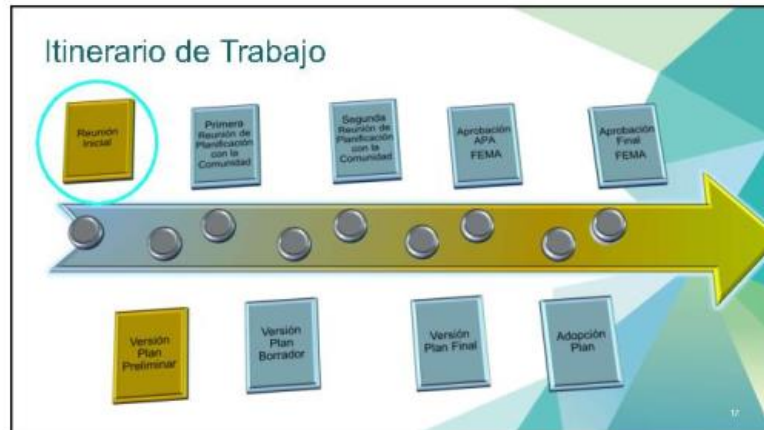 Itinerario de Trabajo
Reunión
Inicial
Primera
Reunión de
Planificación
con la
Comunidad
Segunda
Reunión de
Planificación
con la
Comunidad
Aprobación
APA
FEMA
Aprobación
Final
FEMA
Versión
Plan
Preliminar
Versión
Plan
Borrador
Versión
Plan Final
Adopción
Plan